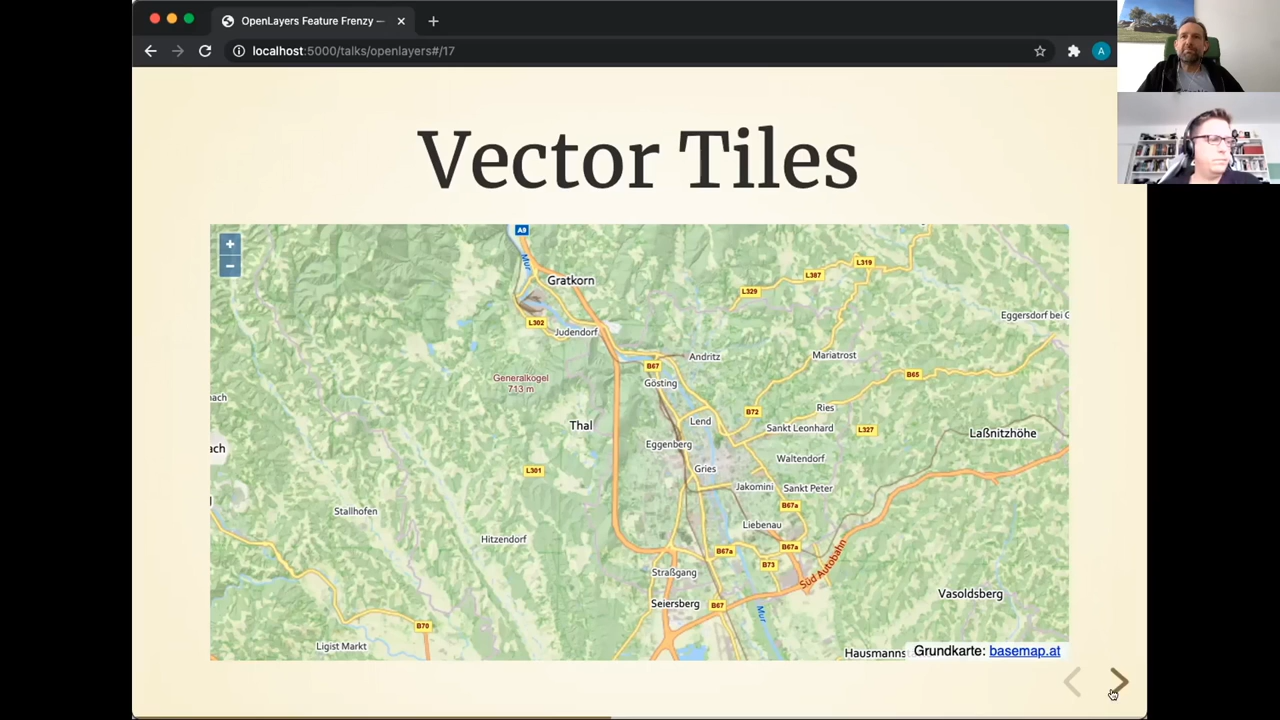 OpenLayers Feature Frenzy —
localhost:5000/talks/openlayers#/17
A
Vector Tiles
+
−
A9
Mur
Gratkorn
L319
L387
L329
L302
Judendorf
Eggersdorf bei G
Andritz
Mariatrost
B67
Generalkogel
713 m
Gösting
B65
ach
B72
Ries
Lend
Thal
Sankt Leonhard
L327
Laßnitzhöhe
Eggenberg
ach
Waltendorf
Gries
L301
Jakomini
Sankt Peter
B67a
Stallhofen
Liebenau
Hitzendorf
B67a
B67a
B73
Süd Autobahn
Straßgang
Vasoldsberg
Seiersberg
B67
Mur
B70
Ligist Markt
Hausmanns
Grundkarte: basemap.at